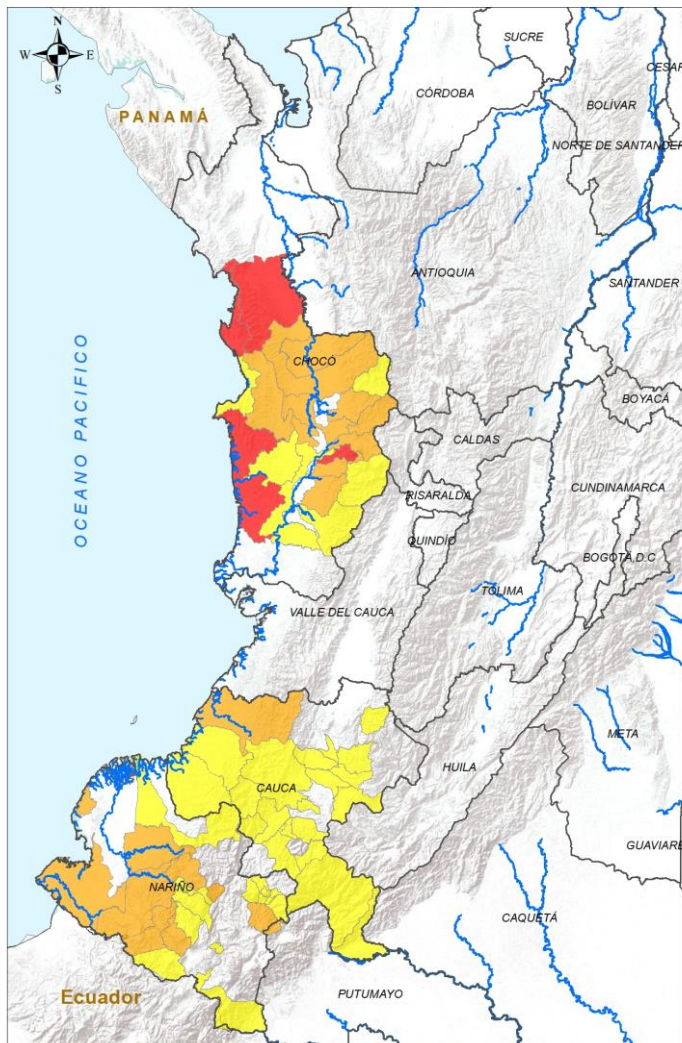 N
W E
S
SUCRE
CESAR
CÓRDOBA
BOLÍVAR
PANAMÁ
NORTE DE SANTANDER
ANTIOQUIA
SANTANDER
OCEANO PACIFICO
CHOCÓ
BOYACÁ
CALDAS
RISARALDA
CUNDINAMARCA
QUINDÍO
BOGOTÁ D.C
TOLIMA
VALLE DEL CAUCA
META
HUILA
CAUCA
GUAVIARE
NARIÑO
CAQUETÁ
Ecuador
PUTUMAYO